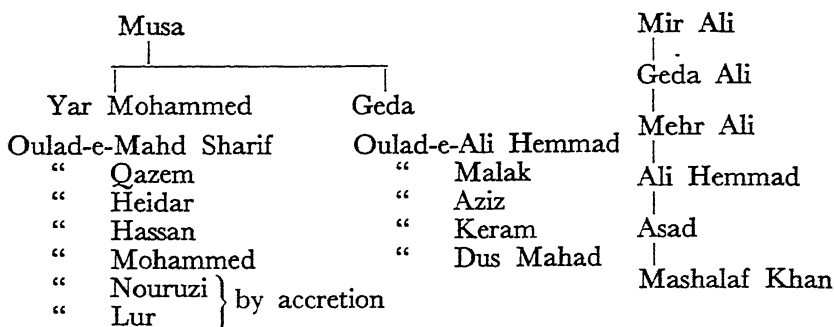 Musa
Yar Mohammed Geda
Oulad-e-Mahd Sharif Oulad-e-Ali Hemmad
“ Qazem “ Malak
“ Heidar “ Aziz
“ Hassan “ Keram
“ Mohammed “ Dus Mahad
“ Nouruzi
“ Lur
by accretion
Mir Ali
Geda Ali
Mehr Ali
Ali Hemmad
Asad
Mashalaf Khan